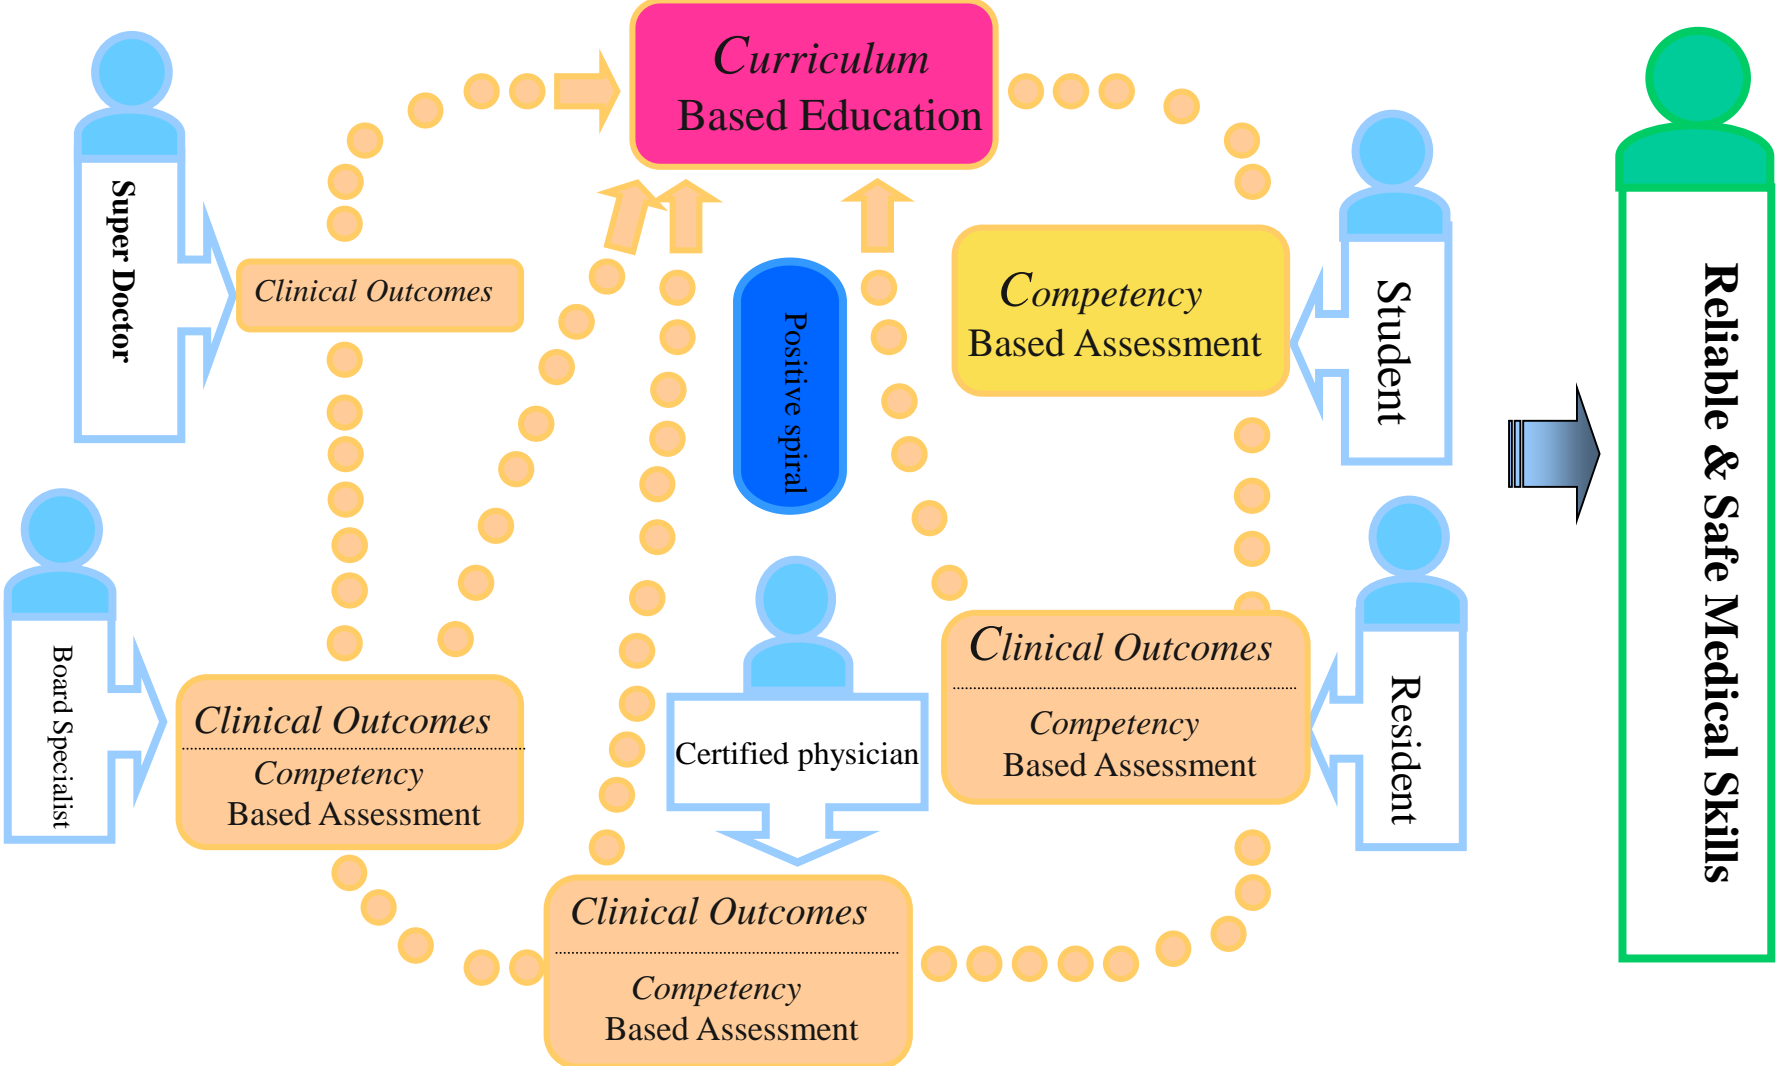 Curriculum
Based Education
Super Doctor
Clinical Outcomes
Positive spiral
Competency
Based Assessment
Student
Reliable & Safe Medical Skills
Board Specialist
Clinical Outcomes
Competency
Based Assessment
Certified physician
Clinical Outcomes
Competency
Based Assessment
Resident
Clinical Outcomes
Competency
Based Assessment